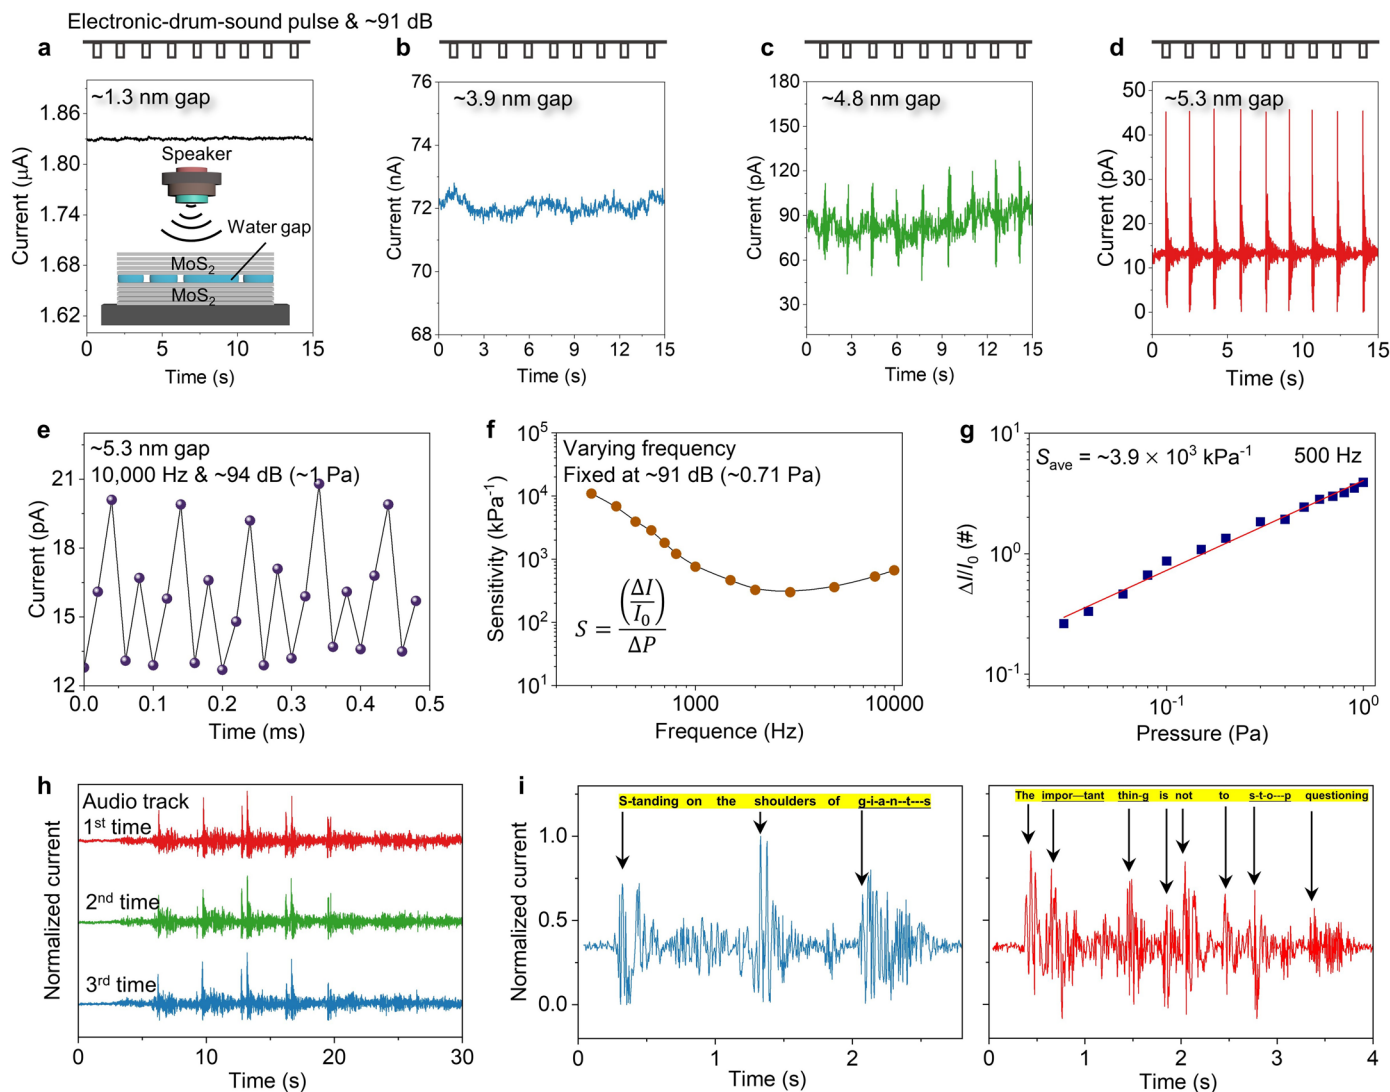 Electronic-drum-sound pulse & ~91 dB
a
~1.3 nm gap
Current (μA)
1.86
1.80
1.74
1.68
1.62
Speaker
Water gap
MoS2
MoS2
0 5 10 15
Time (s)
b
~3.9 nm gap
Current (nA)
76
74
72
70
68
0 3 6 9 12 15
Time (s)
c
~4.8 nm gap
Current (pA)
180
150
120
90
60
30
0 3 6 9 12 15
Time (s)
d
~5.3 nm gap
Current (pA)
50
40
30
20
10
0
0 5 10 15
Time (s)
e
~5.3 nm gap
10,000 Hz & ~94 dB (~1 Pa)
Current (pA)
21
18
15
12
0.0 0.1 0.2 0.3 0.4 0.5
Time (ms)
f
Varying frequency
Fixed at ~91 dB (~0.71 Pa)
Sensitivity (kPa-1)
10^5
10^4
10^3
10^2
10^1
S = (ΔI/I0)/ΔP
1000 10000
Frequence (Hz)
g
Save = ~3.9 × 10^3 kPa-1 500 Hz
ΔI/I0 (#)
10^1
10^0
10^-1
10^-1 10^0
Pressure (Pa)
h
Audio track
1st time
2nd time
3rd time
Normalized current
0 10 20 30
Time (s)
i
S-tanding on the shoulders of g-i-a-n--t---s
Normalized current
1.0
0.5
0.0
0 1 2
Time (s)
The impor—tant thin-g is not to s-t-o---p questioning
0 1 2 3 4
Time (s)